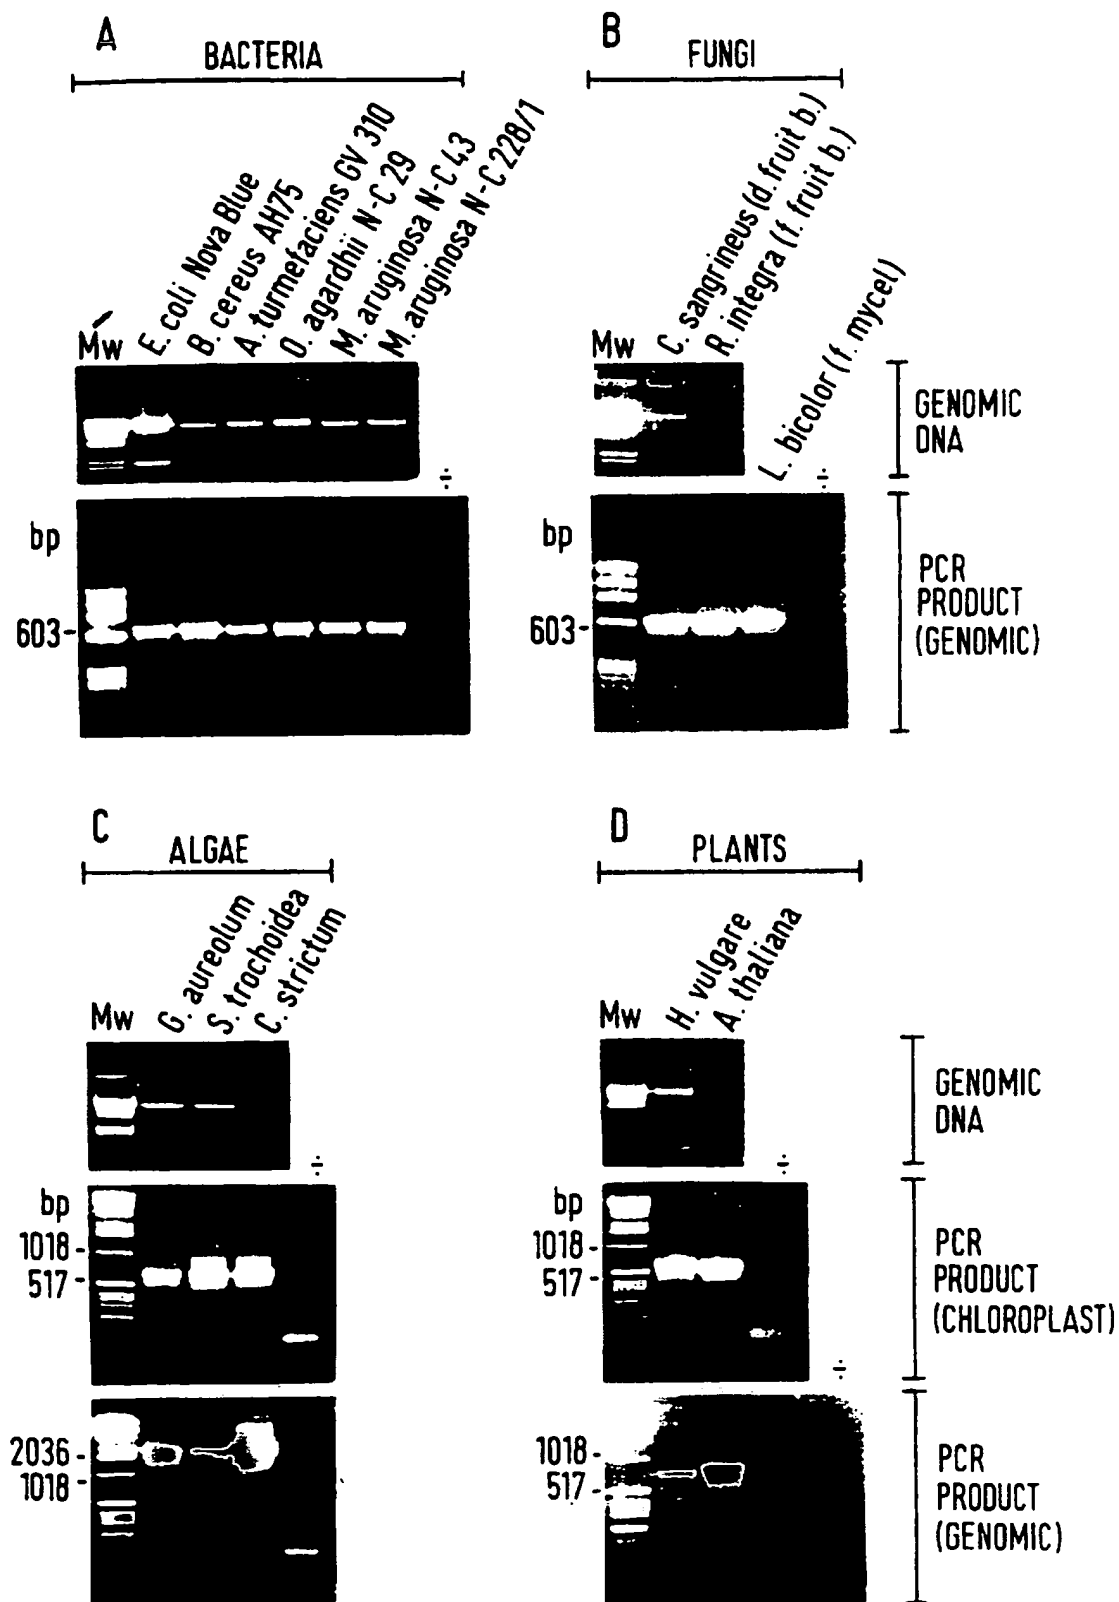 A
BACTERIA
E. coli Nova Blue
B. cereus AH75
A. turmefaciens GV 310
O. agardhii N-C 29
M. aruginosa N-C 43
M. aruginosa N-C 228/1
Mw
÷
bp
603-
B
FUNGI
C. sangrineus (d. fruit b.)
R. integra (f. fruit b.)
L. bicolor (f. mycel)
Mw
÷
bp
603-
GENOMIC
DNA
PCR
PRODUCT
(GENOMIC)
C
ALGAE
G. aureolum
S. trochoidea
C. strictum
Mw
÷
bp
1018-
517-
2036-
1018-
D
PLANTS
H. vulgare
A. thaliana
Mw
÷
bp
1018-
517-
÷
1018-
517-
GENOMIC
DNA
PCR
PRODUCT
(CHLOROPLAST)
PCR
PRODUCT
(GENOMIC)